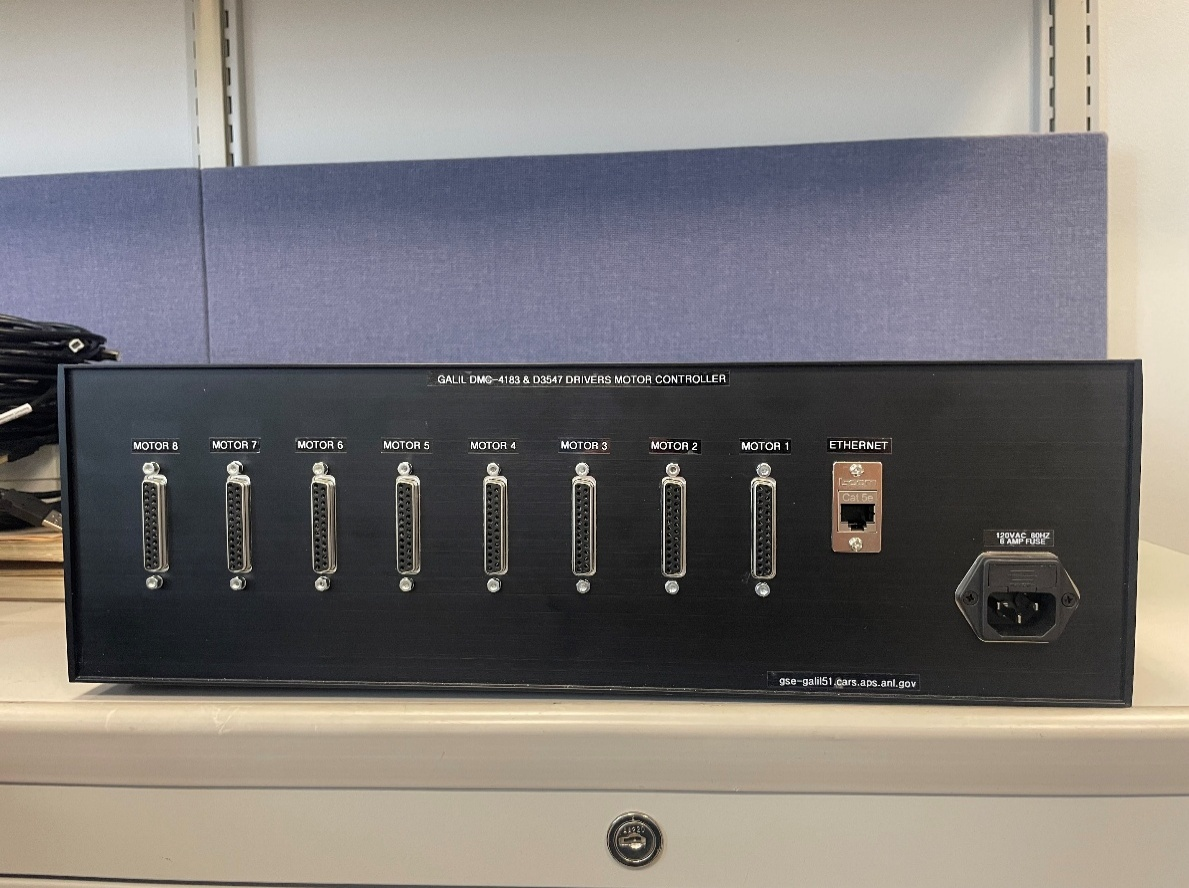 GALIL DMC-4183 & D3547 DRIVERS MOTOR CONTROLLER
MOTOR 8 MOTOR 7 MOTOR 6 MOTOR 5 MOTOR 4 MOTOR 3 MOTOR 2 MOTOR 1 ETHERNET
Cat 5e
120VAC 60HZ
6 AMP FUSE
gse-galil51.cars.aps.anl.gov